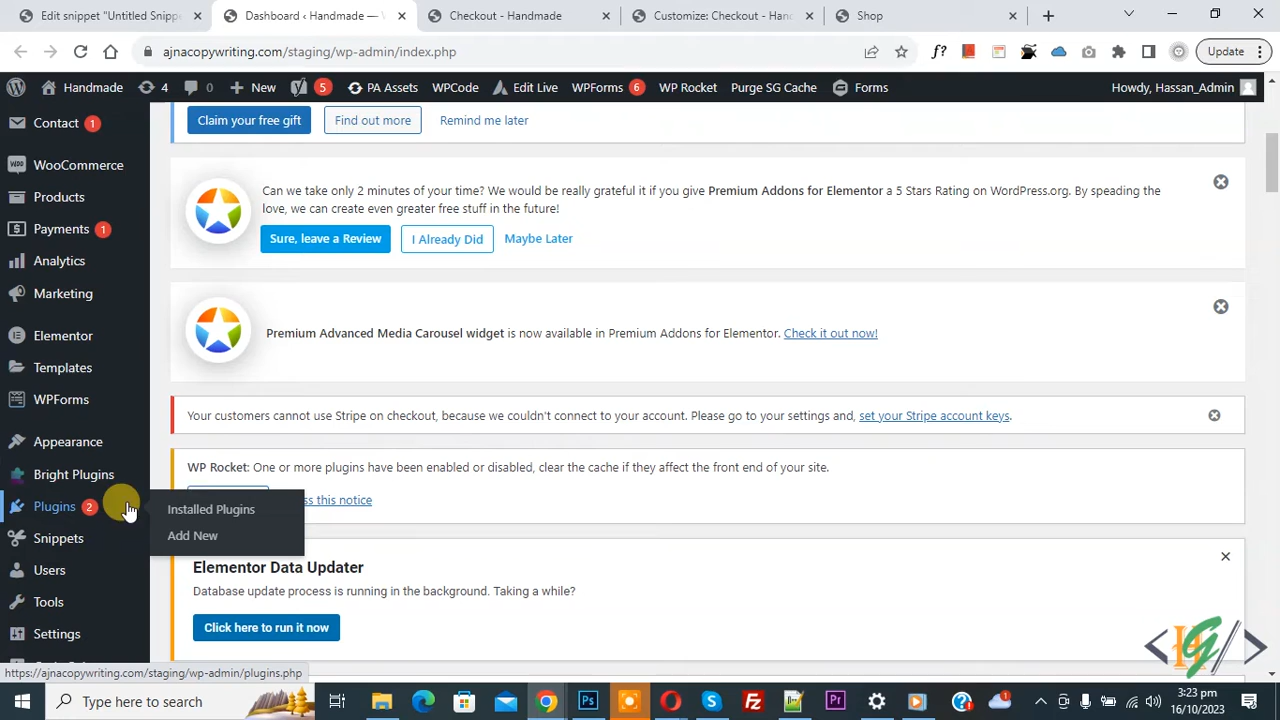 Edit snippet "Untitled Snippe
Dashboard ‹ Handmade —
Checkout - Handmade
Customize: Checkout - Hand
Shop
ajnacopywriting.com/staging/wp-admin/index.php
f?
Update
Handmade
4
New
5
PA Assets
WPCode
Edit Live
WPForms 6
WP Rocket
Purge SG Cache
Forms
Howdy, Hassan_Admin
Contact 1
WooCommerce
Products
Payments 1
Analytics
Marketing
Elementor
Templates
WPForms
Appearance
Bright Plugins
Plugins 2
Snippets
Users
Tools
Settings
Installed Plugins
Add New
Claim your free gift
Find out more
Remind me later
Can we take only 2 minutes of your time? We would be really grateful it if you give Premium Addons for Elementor a 5 Stars Rating on WordPress.org. By speading the
love, we can create even greater free stuff in the future!
Sure, leave a Review
I Already Did
Maybe Later
Premium Advanced Media Carousel widget is now available in Premium Addons for Elementor. Check it out now!
Your customers cannot use Stripe on checkout, because we couldn't connect to your account. Please go to your settings and, set your Stripe account keys.
WP Rocket: One or more plugins have been enabled or disabled, clear the cache if they affect the front end of your site.
ss this notice
Elementor Data Updater
Database update process is running in the background. Taking a while?
Click here to run it now
https://ajnacopywriting.com/staging/wp-admin/plugins.php
HG
Type here to search
Ps
Pr
1
3:23 pm
16/10/2023